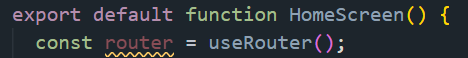 export default function HomeScreen() {
const router = useRouter();